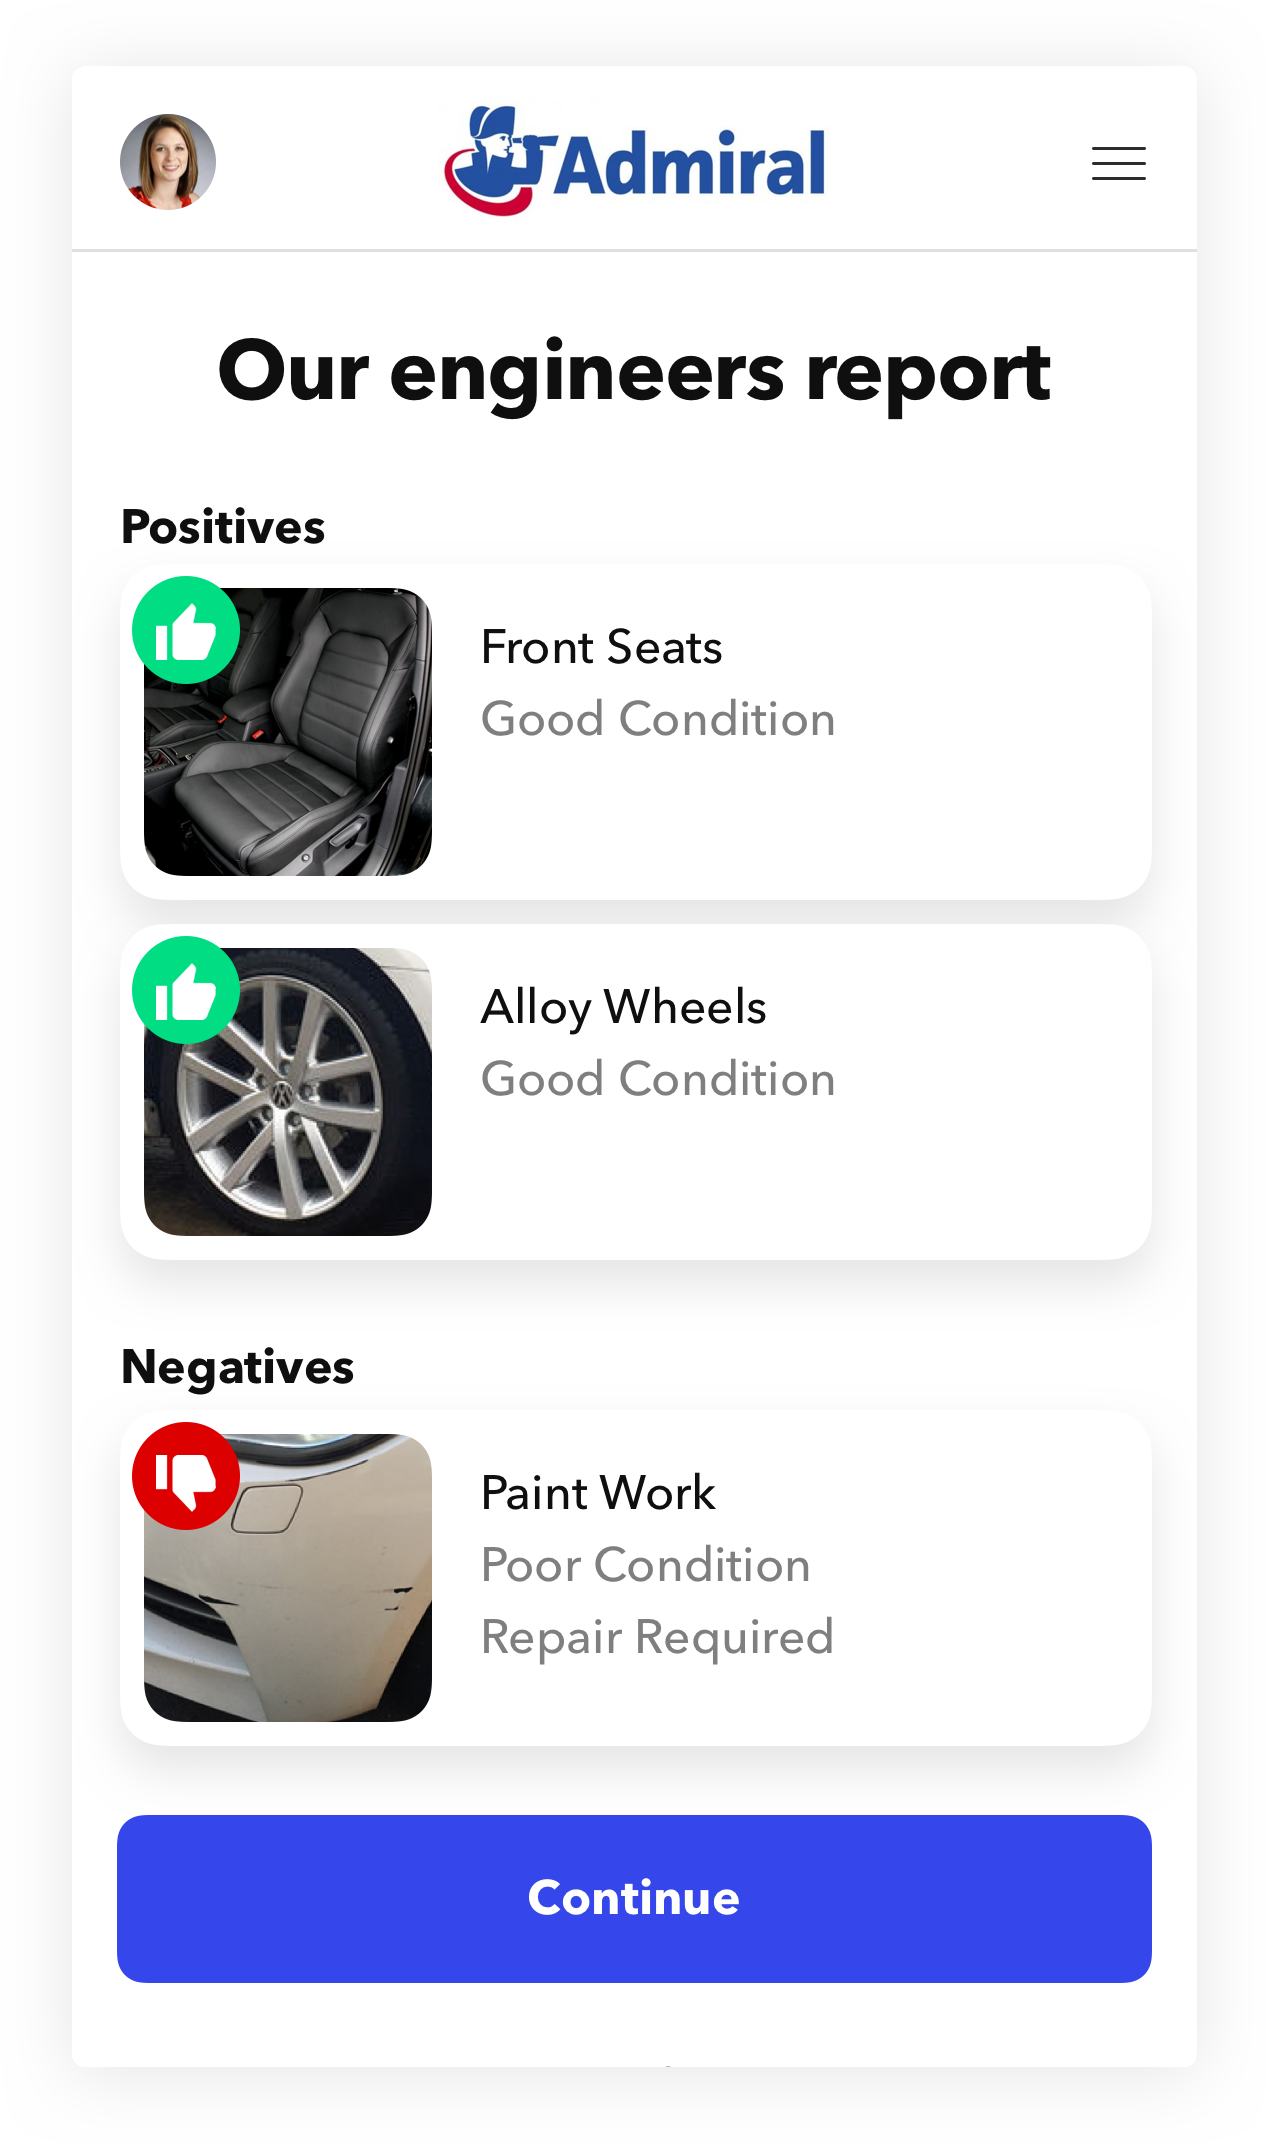 Admiral
Our engineers report
Positives
Front Seats
Good Condition
Alloy Wheels
Good Condition
Negatives
Paint Work
Poor Condition
Repair Required
Continue